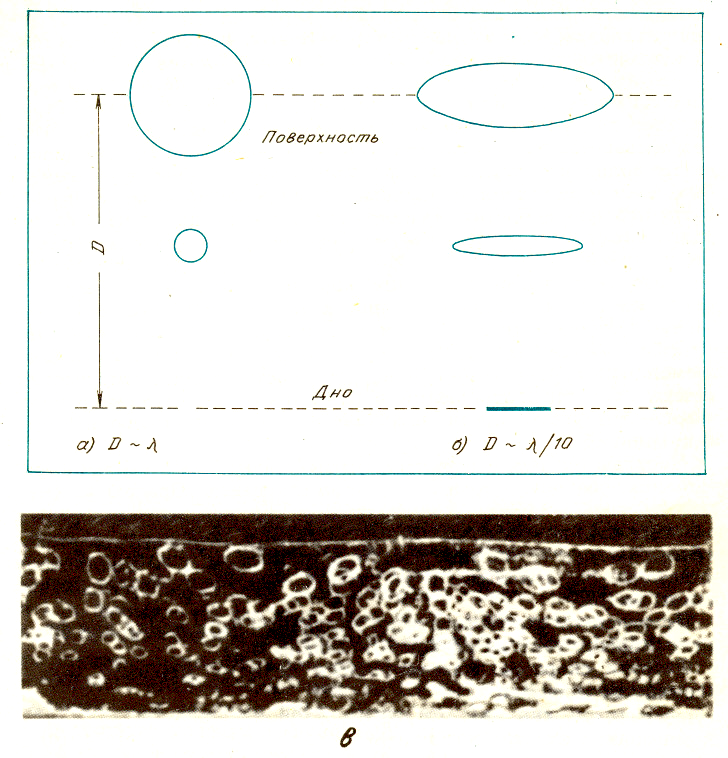 Поверхность
D
Дно
а) D ~ λ
б) D ~ λ/10
в